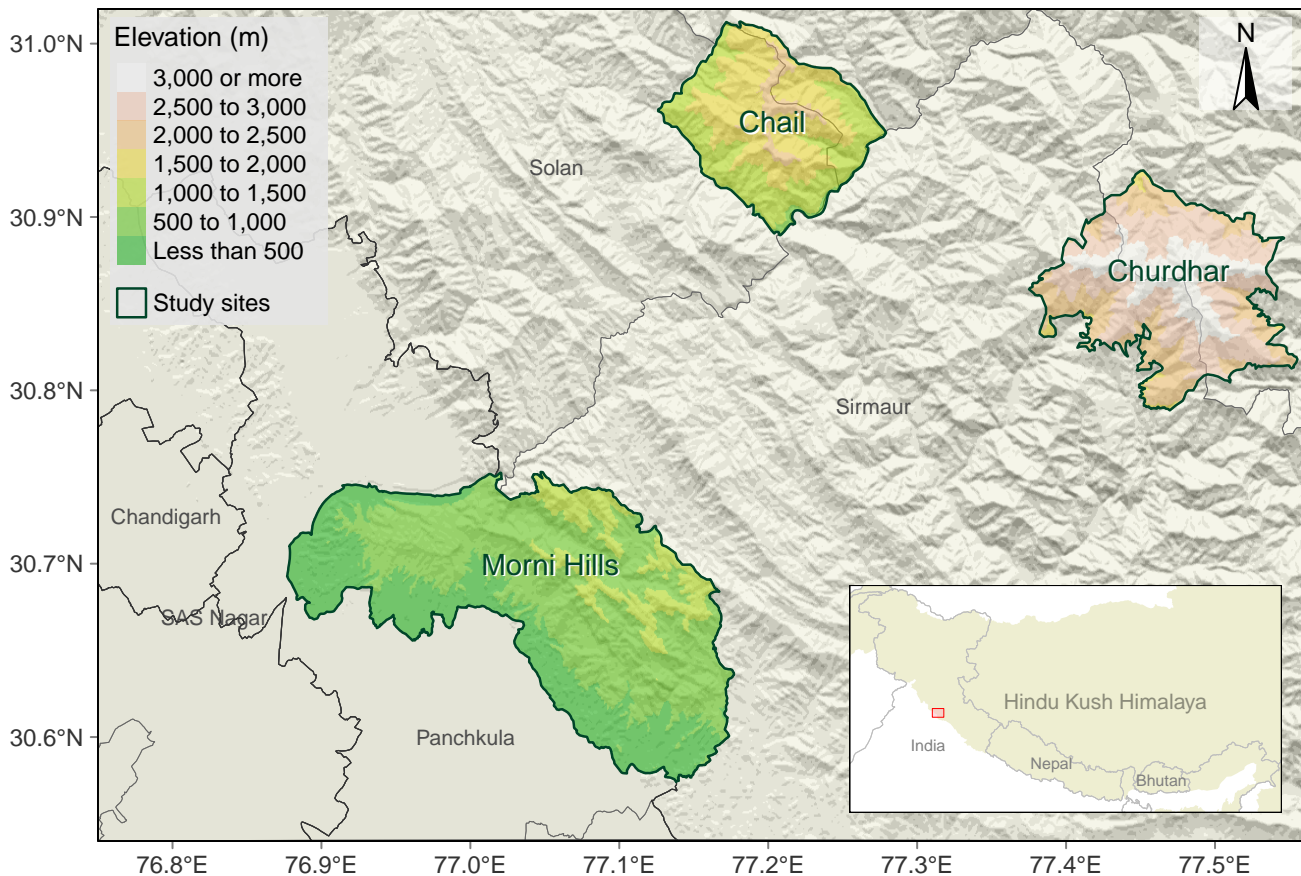 Elevation (m)
3,000 or more
2,500 to 3,000
2,000 to 2,500
1,500 to 2,000
1,000 to 1,500
500 to 1,000
Less than 500
Study sites
N
Chail
Solan
Churdhar
Sirmaur
Chandigarh
Morni Hills
SAS Nagar
Panchkula
Hindu Kush Himalaya
India
Nepal
Bhutan
31.0°N
30.9°N
30.8°N
30.7°N
30.6°N
76.8°E
76.9°E
77.0°E
77.1°E
77.2°E
77.3°E
77.4°E
77.5°E